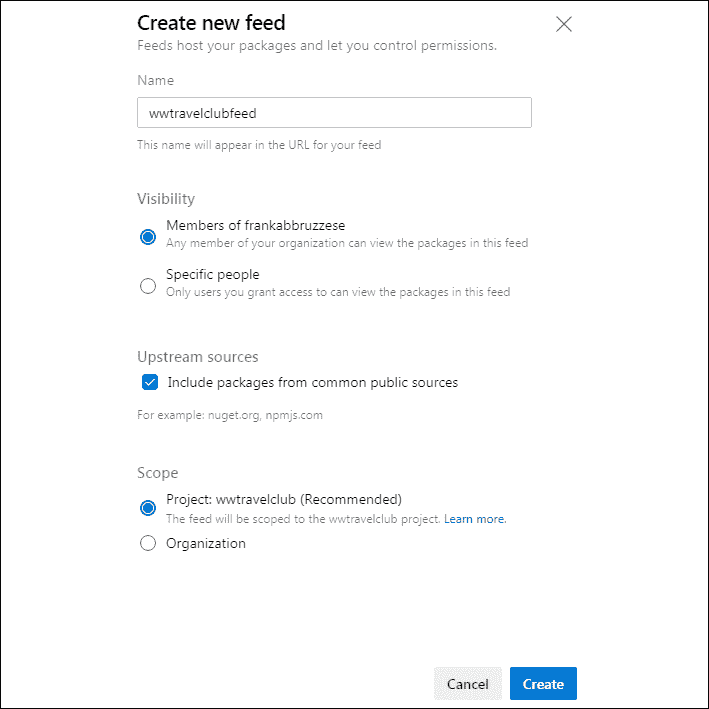 Create new feed
Feeds host your packages and let you control permissions.
Name
wwtravelclubfeed
This name will appear in the URL for your feed
Visibility
Members of frankabbruzzese
Any member of your organization can view the packages in this feed
Specific people
Only users you grant access to can view the packages in this feed
Upstream sources
Include packages from common public sources
For example: nuget.org, npmjs.com
Scope
Project: wwtravelclub (Recommended)
The feed will be scoped to the wwtravelclub project. Learn more.
Organization
Cancel Create